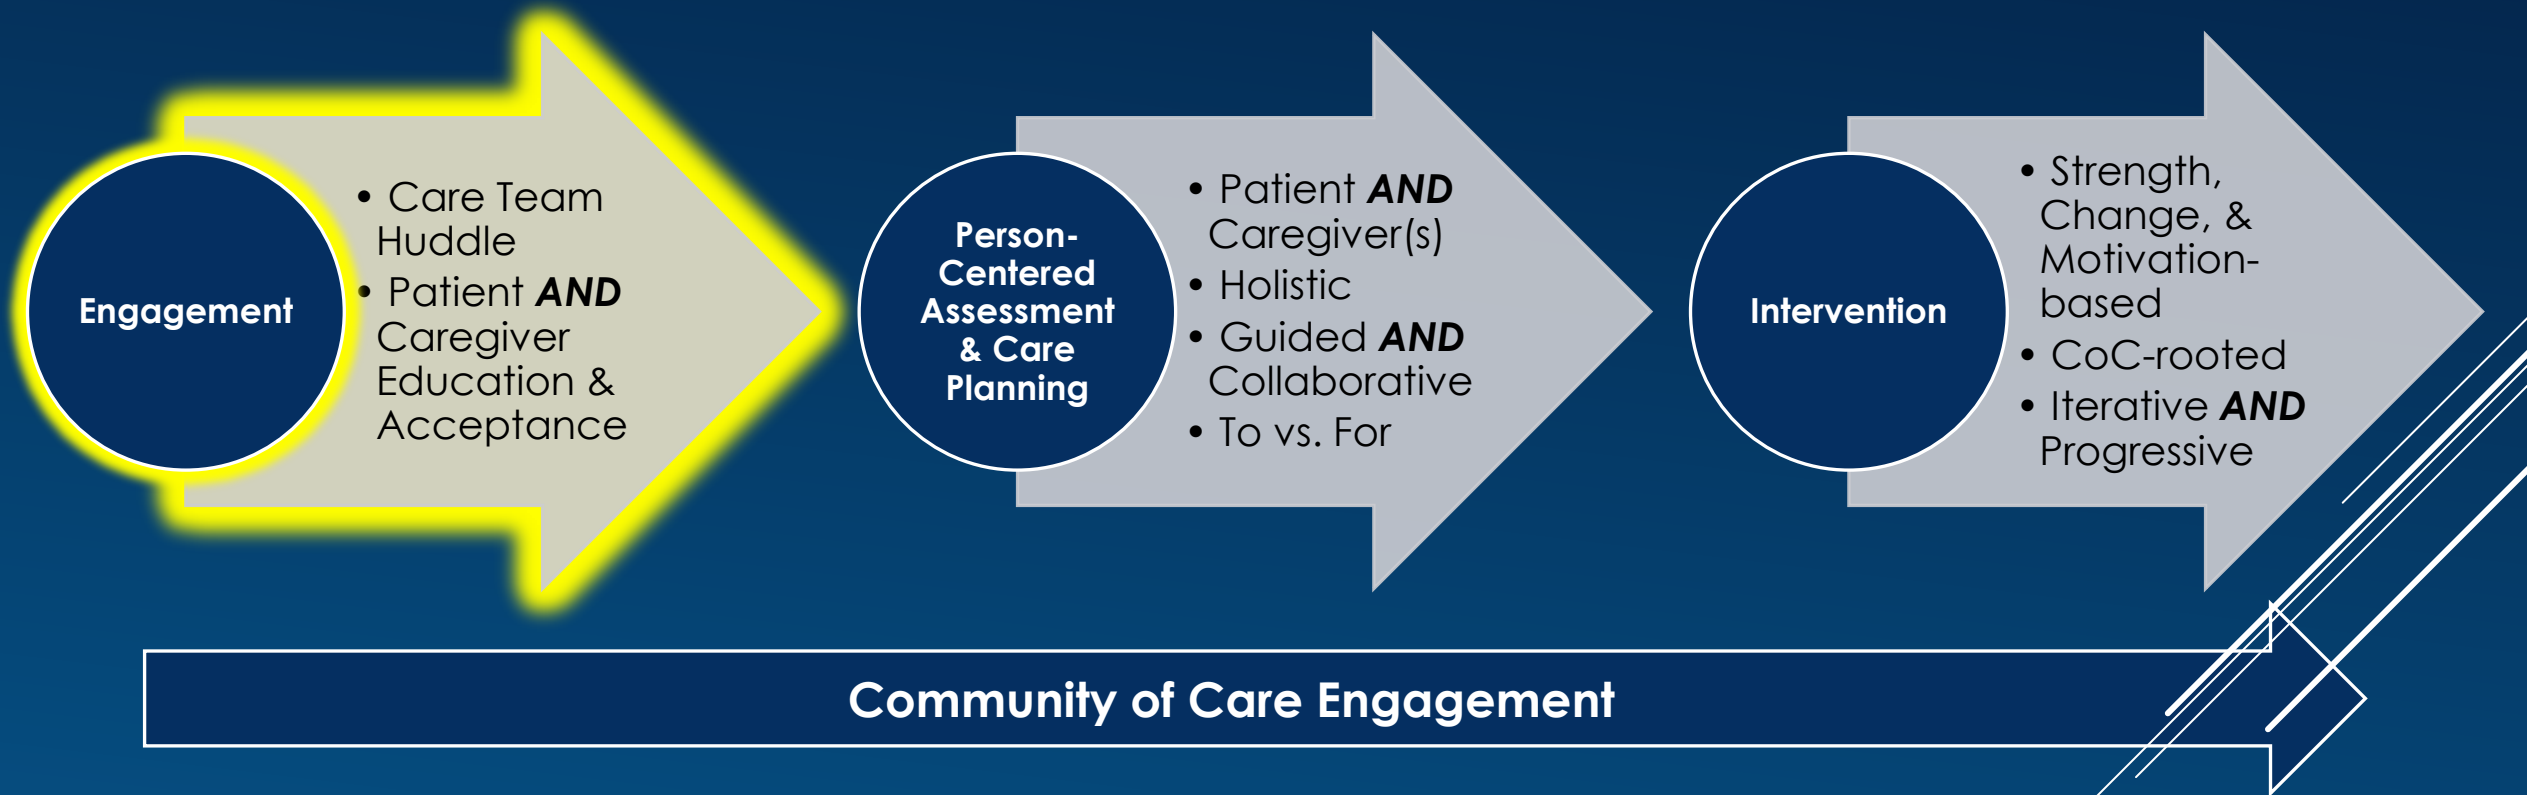 Engagement
• Care Team
Huddle
• Patient AND
Caregiver
Education &
Acceptance
Person-
Centered
Assessment
& Care
Planning
• Patient AND
Caregiver(s)
• Holistic
• Guided AND
Collaborative
• To vs. For
Intervention
• Strength,
Change, &
Motivation-
based
• CoC-rooted
• Iterative AND
Progressive
Community of Care Engagement